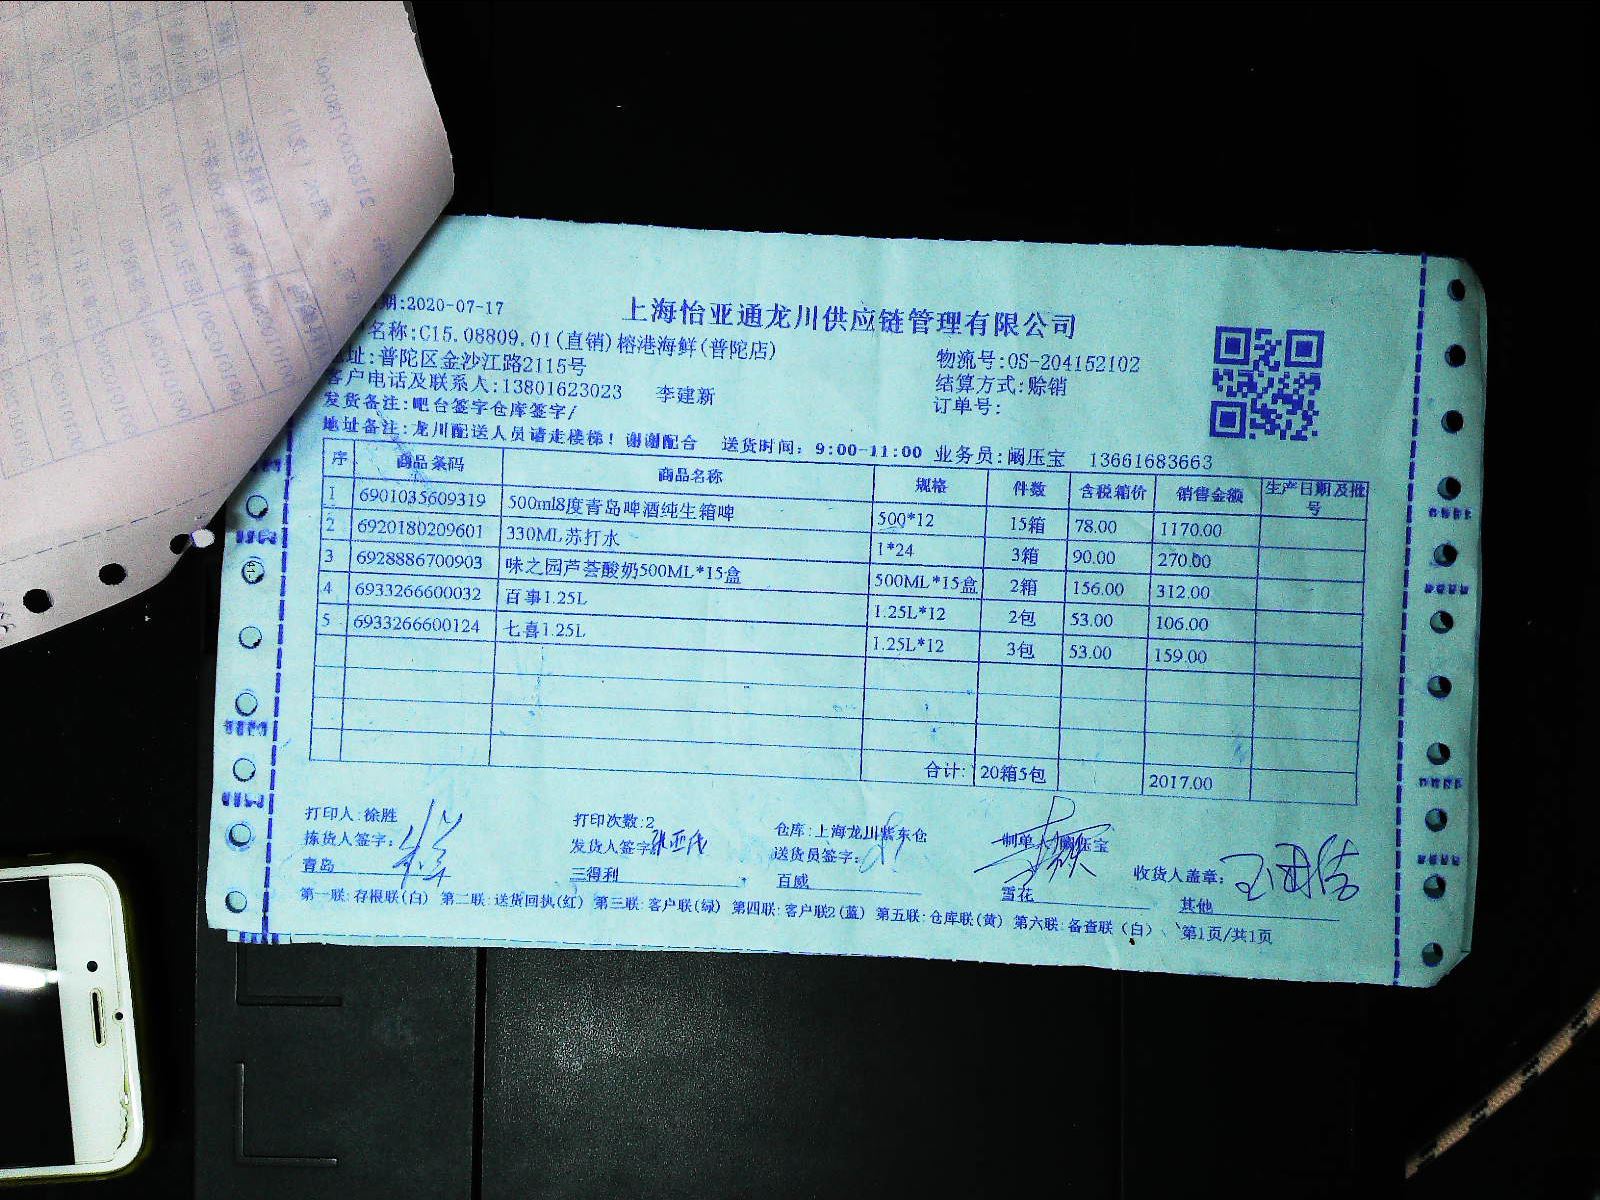 期:2020-07-17
上海怡亚通龙川供应链管理有限公司
名称:C15.08809.01(直销)榕港海鲜(普陀店)
址:普陀区金沙江路2115号
物流号:OS-204152102
客户电话及联系人:13801623023 李建新
结算方式:赊销
发货备注:吧台签字仓库签字/
订单号:
地址备注:龙川配送人员请走楼梯！谢谢配合 送货时间：9:00-11:00 业务员:阚压宝 13661683663
序 商品条码 商品名称 规格 件数 含税箱价 销售金额 生产日期及批号
1 6901035609319 500ml8度青岛啤酒纯生箱啤 500*12 15箱 78.00 1170.00
2 6920180209601 330ML苏打水 1*24 3箱 90.00 270.00
3 6928886700903 味之园芦荟酸奶500ML*15盒 500ML*15盒 2箱 156.00 312.00
4 6933266600032 百事1.25L 1.25L*12 2包 53.00 106.00
5 6933266600124 七喜1.25L 1.25L*12 3包 53.00 159.00
合计: 20箱5包 2017.00
打印人:徐胜 打印次数:2 仓库:上海龙川紫东仓 制单人:阚压宝
拣货人签字: 发货人签字: 送货员签字: 收货人盖章:
青岛 三得利 百威 雪花 其他
第一联:存根联(白) 第二联:送货回执(红) 第三联:客户联(绿) 第四联:客户联2(蓝) 第五联:仓库联(黄) 第六联:备查联(白)、 第1页/共1页